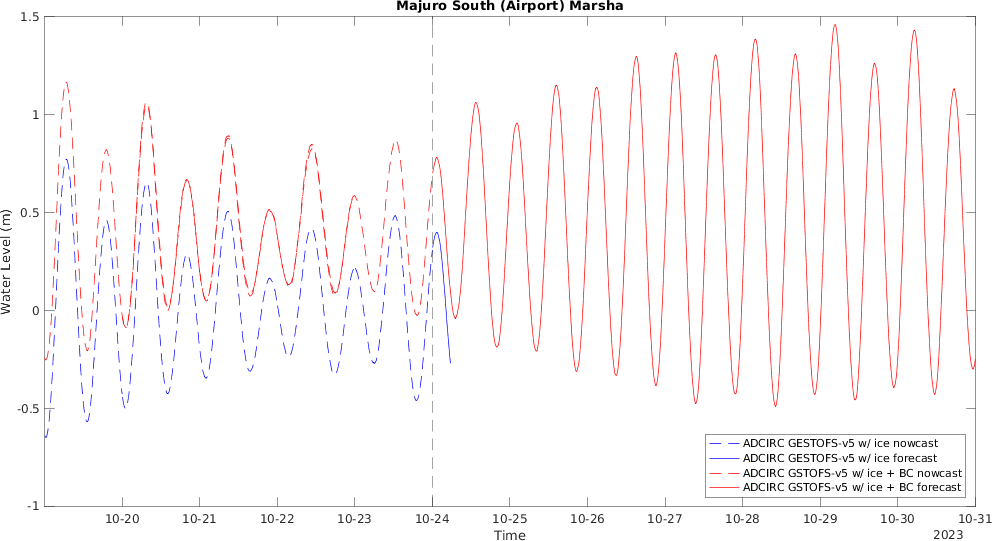 Majuro South (Airport) Marsha
Water Level (m)
1.5
1
0.5
0
-0.5
-1
10-20 10-21 10-22 10-23 10-24 10-25 10-26 10-27 10-28 10-29 10-30 10-31
Time
2023
ADCIRC GESTOFS-v5 w/ ice nowcast
ADCIRC GESTOFS-v5 w/ ice forecast
ADCIRC GSTOFS-v5 w/ ice + BC nowcast
ADCIRC GSTOFS-v5 w/ ice + BC forecast